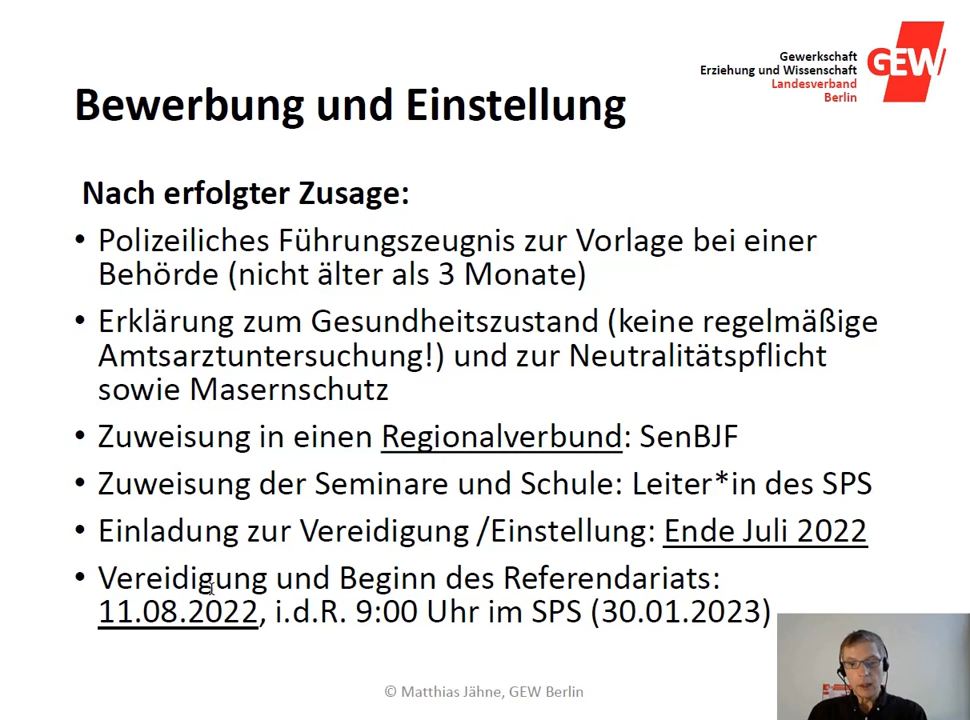 Gewerkschaft
Erziehung und Wissenschaft
Landesverband
Berlin
GEW
Bewerbung und Einstellung
Nach erfolgter Zusage:
• Polizeiliches Führungszeugnis zur Vorlage bei einer
Behörde (nicht älter als 3 Monate)
• Erklärung zum Gesundheitszustand (keine regelmäßige
Amtsarztuntersuchung!) und zur Neutralitätspflicht
sowie Masernschutz
• Zuweisung in einen Regionalverbund: SenBJF
• Zuweisung der Seminare und Schule: Leiter*in des SPS
• Einladung zur Vereidigung /Einstellung: Ende Juli 2022
• Vereidigung und Beginn des Referendariats:
11.08.2022, i.d.R. 9:00 Uhr im SPS (30.01.2023)
© Matthias Jähne, GEW Berlin